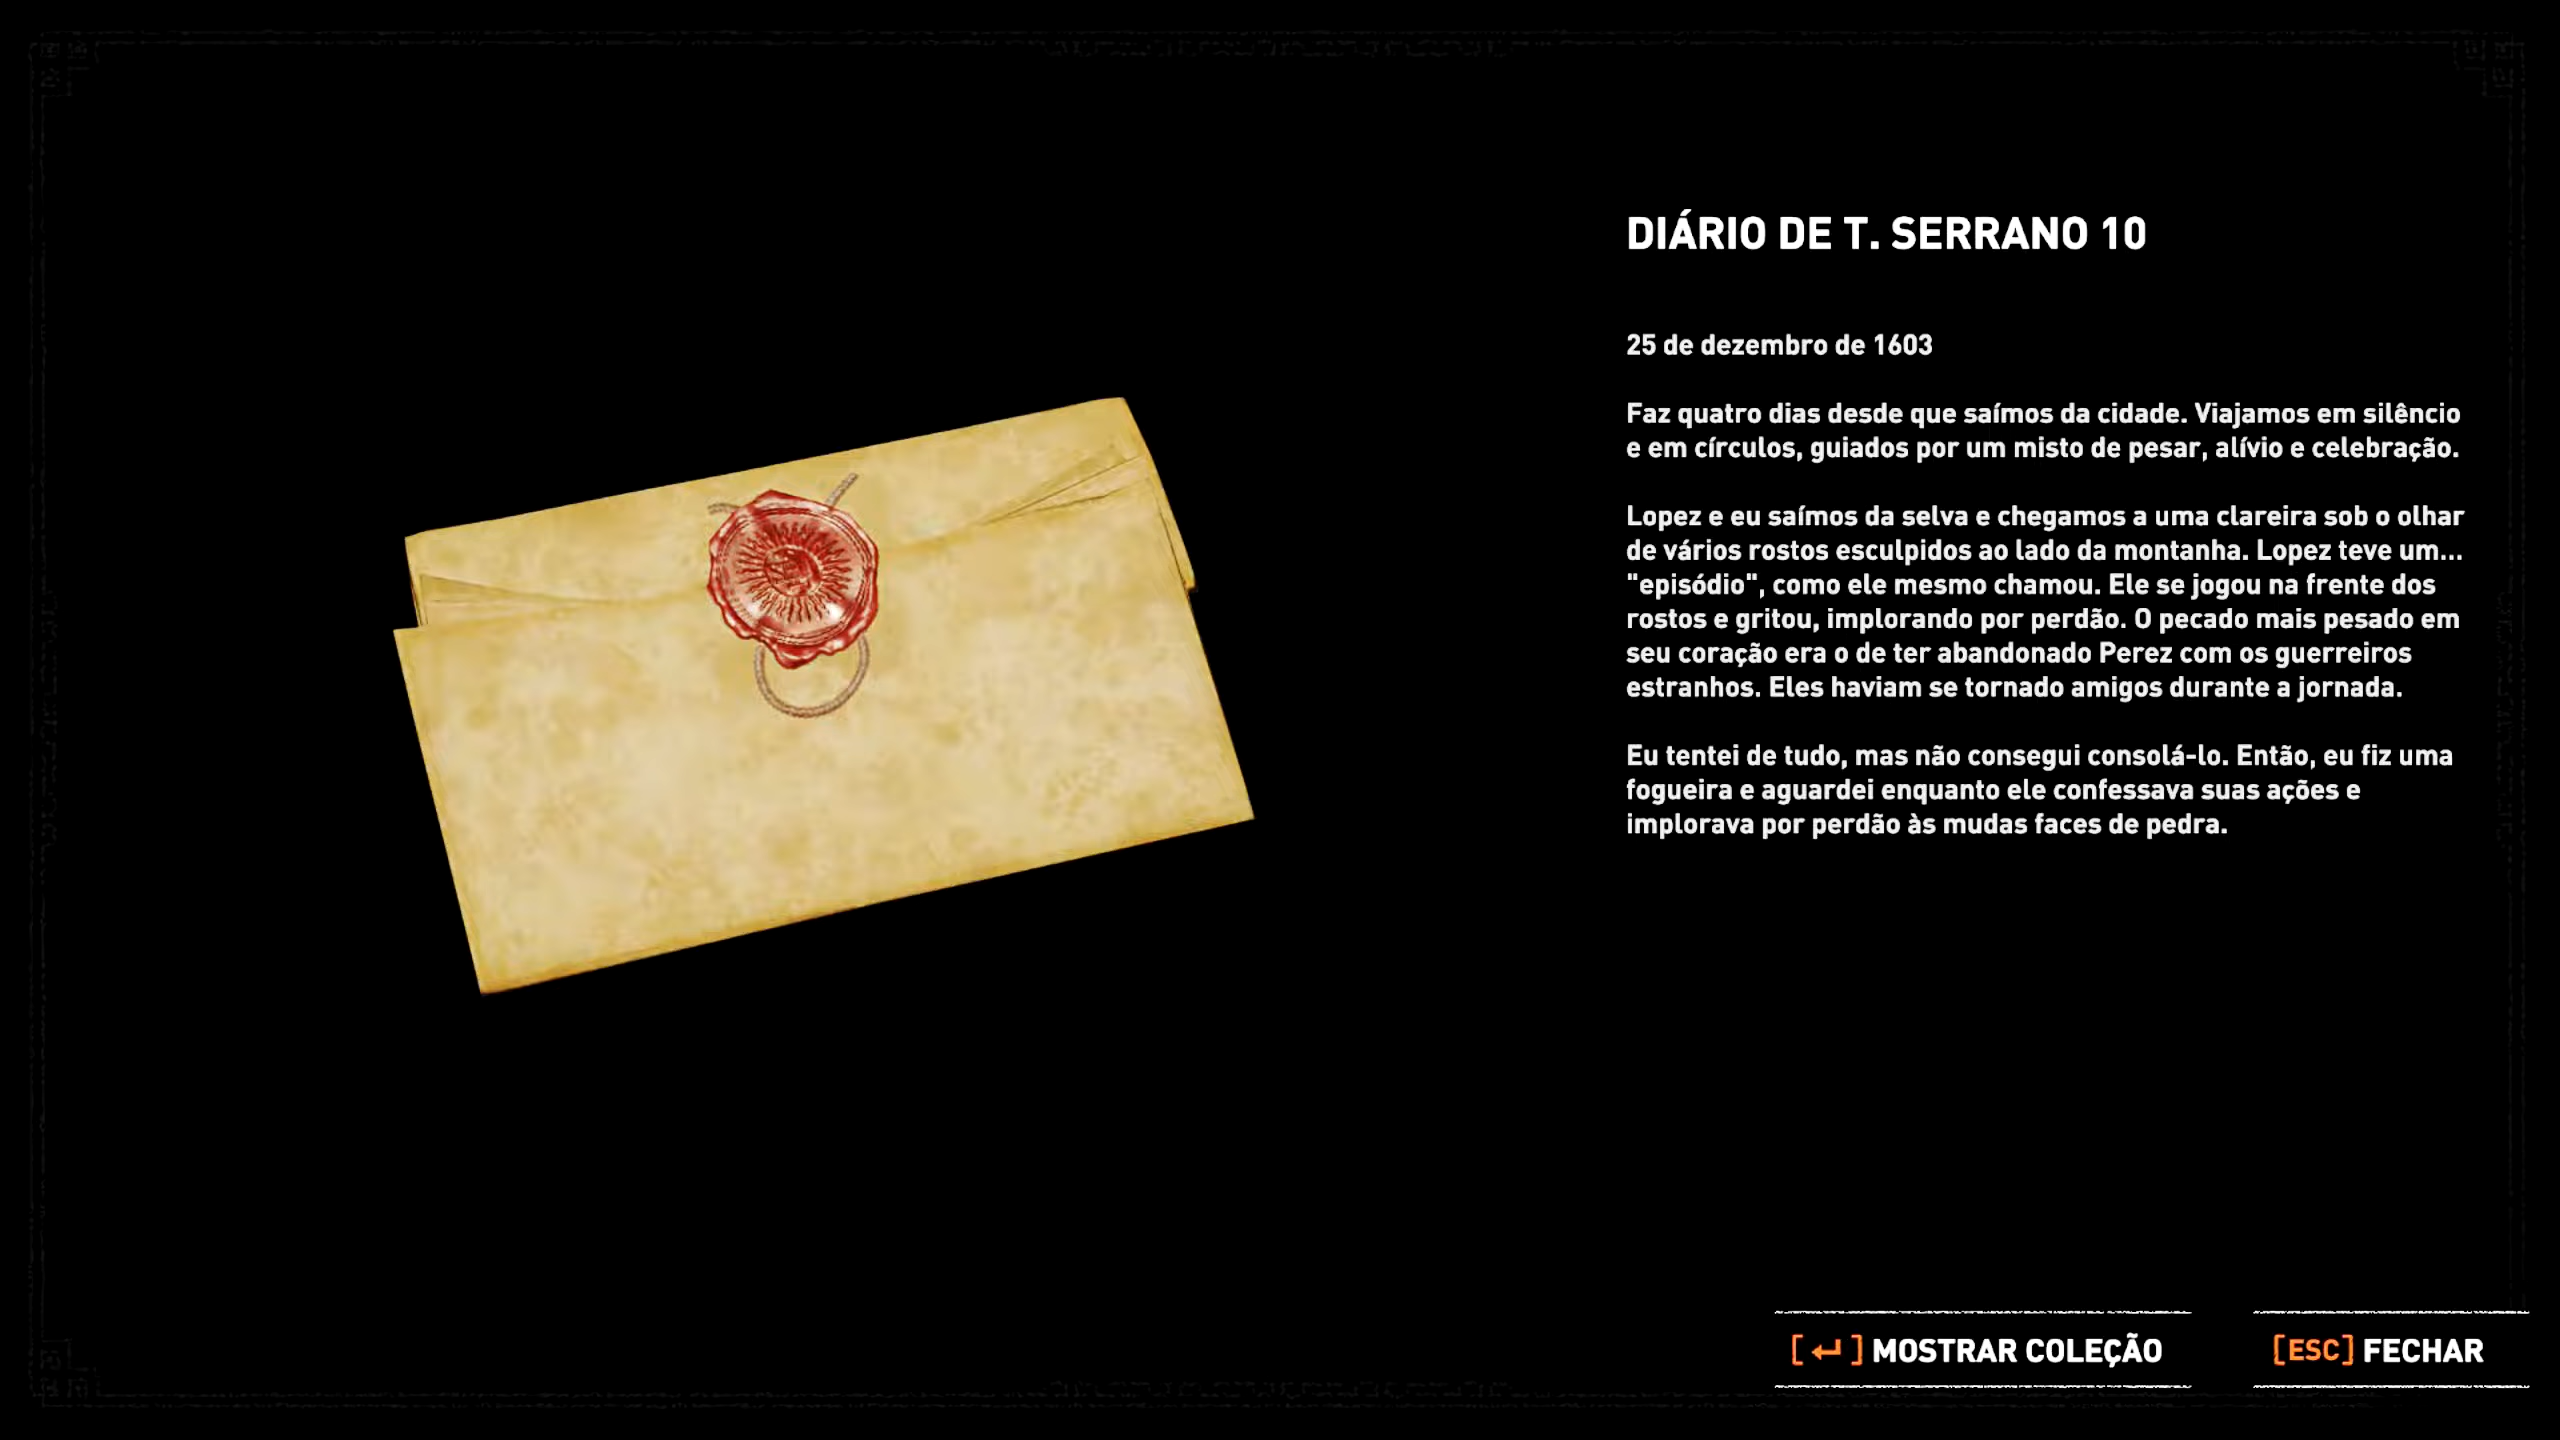 DIÁRIO DE T. SERRANO 10
25 de dezembro de 1603
Faz quatro dias desde que saímos da cidade. Viajamos em silêncio
e em círculos, guiados por um misto de pesar, alívio e celebração.
Lopez e eu saímos da selva e chegamos a uma clareira sob o olhar
de vários rostos esculpidos ao lado da montanha. Lopez teve um...
"episódio", como ele mesmo chamou. Ele se jogou na frente dos
rostos e gritou, implorando por perdão. O pecado mais pesado em
seu coração era o de ter abandonado Perez com os guerreiros
estranhos. Eles haviam se tornado amigos durante a jornada.
Eu tentei de tudo, mas não consegui consolá-lo. Então, eu fiz uma
fogueira e aguardei enquanto ele confessava suas ações e
implorava por perdão às mudas faces de pedra.
[↵] MOSTRAR COLEÇÃO
[ESC] FECHAR